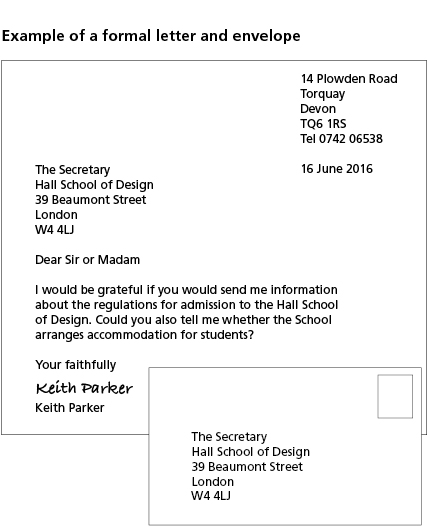 Example of a formal letter and envelope
14 Plowden Road
Torquay
Devon
TQ6 1RS
Tel 0742 06538
16 June 2016
The Secretary
Hall School of Design
39 Beaumont Street
London
W4 4LJ
Dear Sir or Madam
I would be grateful if you would send me information
about the regulations for admission to the Hall School
of Design. Could you also tell me whether the School
arranges accommodation for students?
Your faithfully
Keith Parker
Keith Parker
The Secretary
Hall School of Design
39 Beaumont Street
London
W4 4LJ